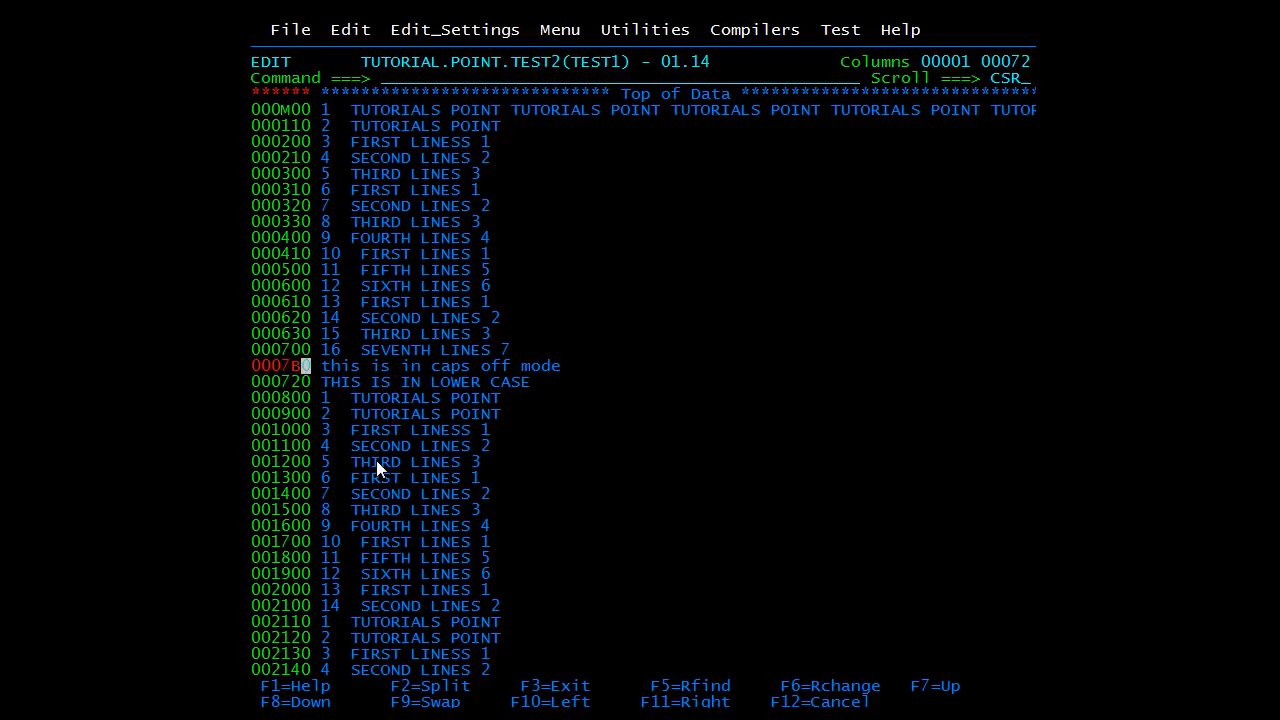 File Edit Edit_Settings Menu Utilities Compilers Test Help
EDIT TUTORIAL.POINT.TEST2(TEST1) - 01.14 Columns 00001 00072
Command ===> Scroll ===> CSR_
****** **************************** Top of Data ******************************
000M00 1 TUTORIALS POINT TUTORIALS POINT TUTORIALS POINT TUTORIALS POINT TUTOR
000110 2 TUTORIALS POINT
000200 3 FIRST LINESS 1
000210 4 SECOND LINES 2
000300 5 THIRD LINES 3
000310 6 FIRST LINES 1
000320 7 SECOND LINES 2
000330 8 THIRD LINES 3
000400 9 FOURTH LINES 4
000410 10 FIRST LINES 1
000500 11 FIFTH LINES 5
000600 12 SIXTH LINES 6
000610 13 FIRST LINES 1
000620 14 SECOND LINES 2
000630 15 THIRD LINES 3
000700 16 SEVENTH LINES 7
0007B0 this is in caps off mode
000720 THIS IS IN LOWER CASE
000800 1 TUTORIALS POINT
000900 2 TUTORIALS POINT
001000 3 FIRST LINESS 1
001100 4 SECOND LINES 2
001200 5 THIRD LINES 3
001300 6 FIRST LINES 1
001400 7 SECOND LINES 2
001500 8 THIRD LINES 3
001600 9 FOURTH LINES 4
001700 10 FIRST LINES 1
001800 11 FIFTH LINES 5
001900 12 SIXTH LINES 6
002000 13 FIRST LINES 1
002100 14 SECOND LINES 2
002110 1 TUTORIALS POINT
002120 2 TUTORIALS POINT
002130 3 FIRST LINESS 1
002140 4 SECOND LINES 2
F1=Help F2=Split F3=Exit F5=Rfind F6=Rchange F7=Up
F8=Down F9=Swap F10=Left F11=Right F12=Cancel